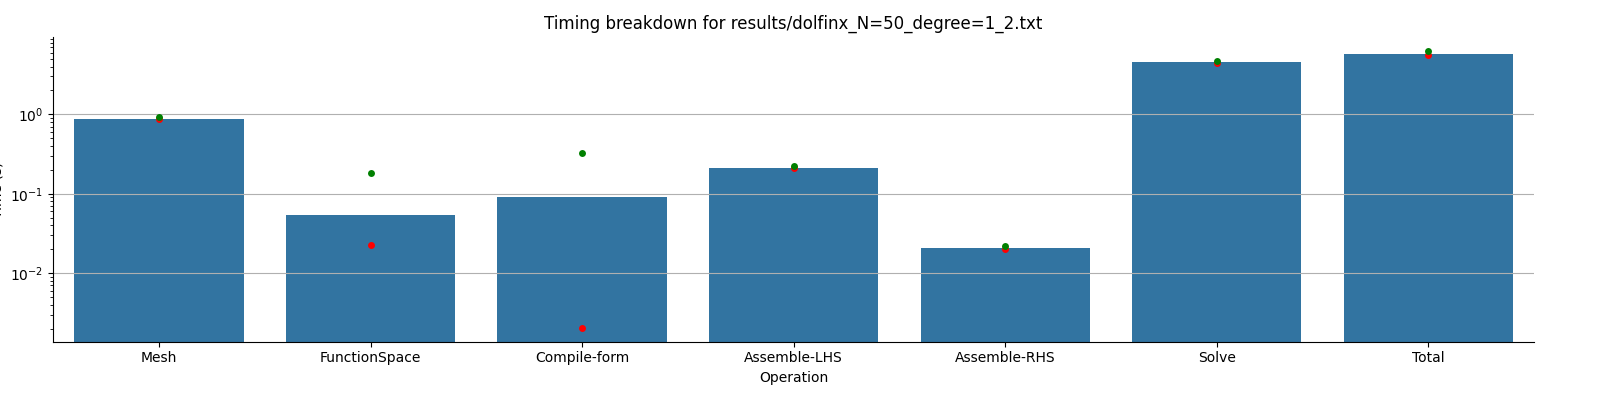 Timing breakdown for results/dolfinx_N=50_degree=1_2.txt
10⁰
10⁻¹
10⁻²
Mesh FunctionSpace Compile-form Assemble-LHS Assemble-RHS Solve Total
Operation